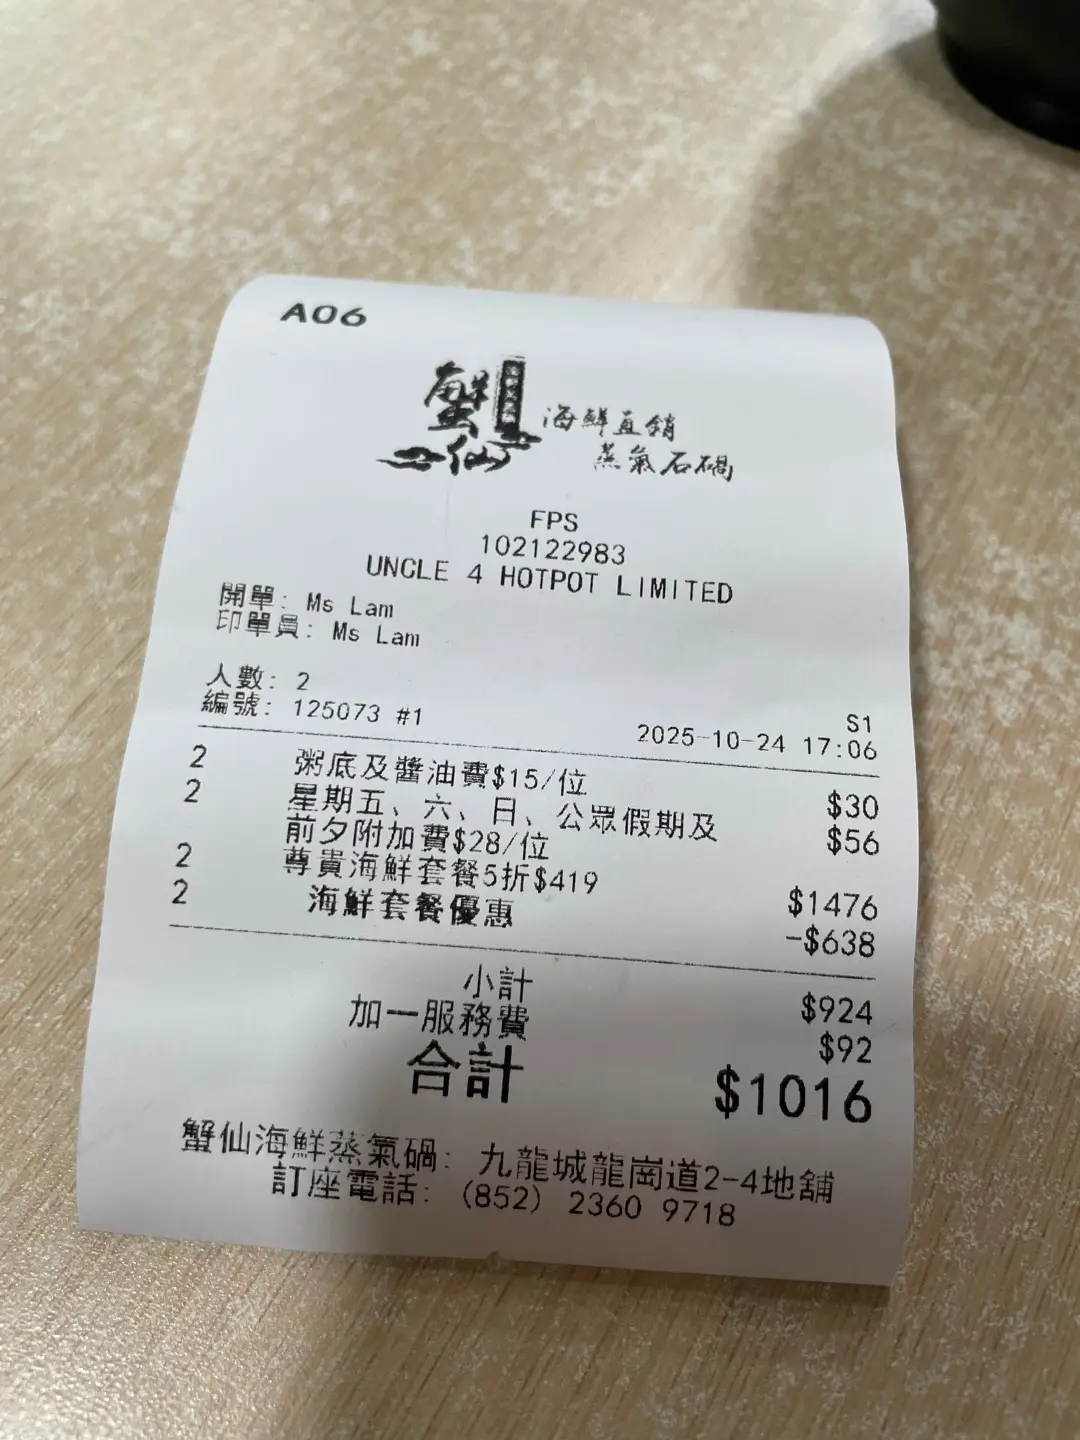 A06
蟹仙
海鮮直銷
蒸氣石鍋
FPS
102122983
UNCLE 4 HOTPOT LIMITED
開單: Ms Lam
印單員: Ms Lam
人數: 2
S1
編號: 125073 #1 2025-10-24 17:06
2 粥底及醬油費$15/位 $30
2 星期五、六、日、公眾假期及 $56
前夕附加費$28/位
2 尊貴海鮮套餐5折$419 $1476
2 海鮮套餐優惠 -$638
小計 $924
加一服務費 $92
合計 $1016
蟹仙海鮮蒸氣鍋: 九龍城龍崗道2-4地舖
訂座電話: (852) 2360 9718